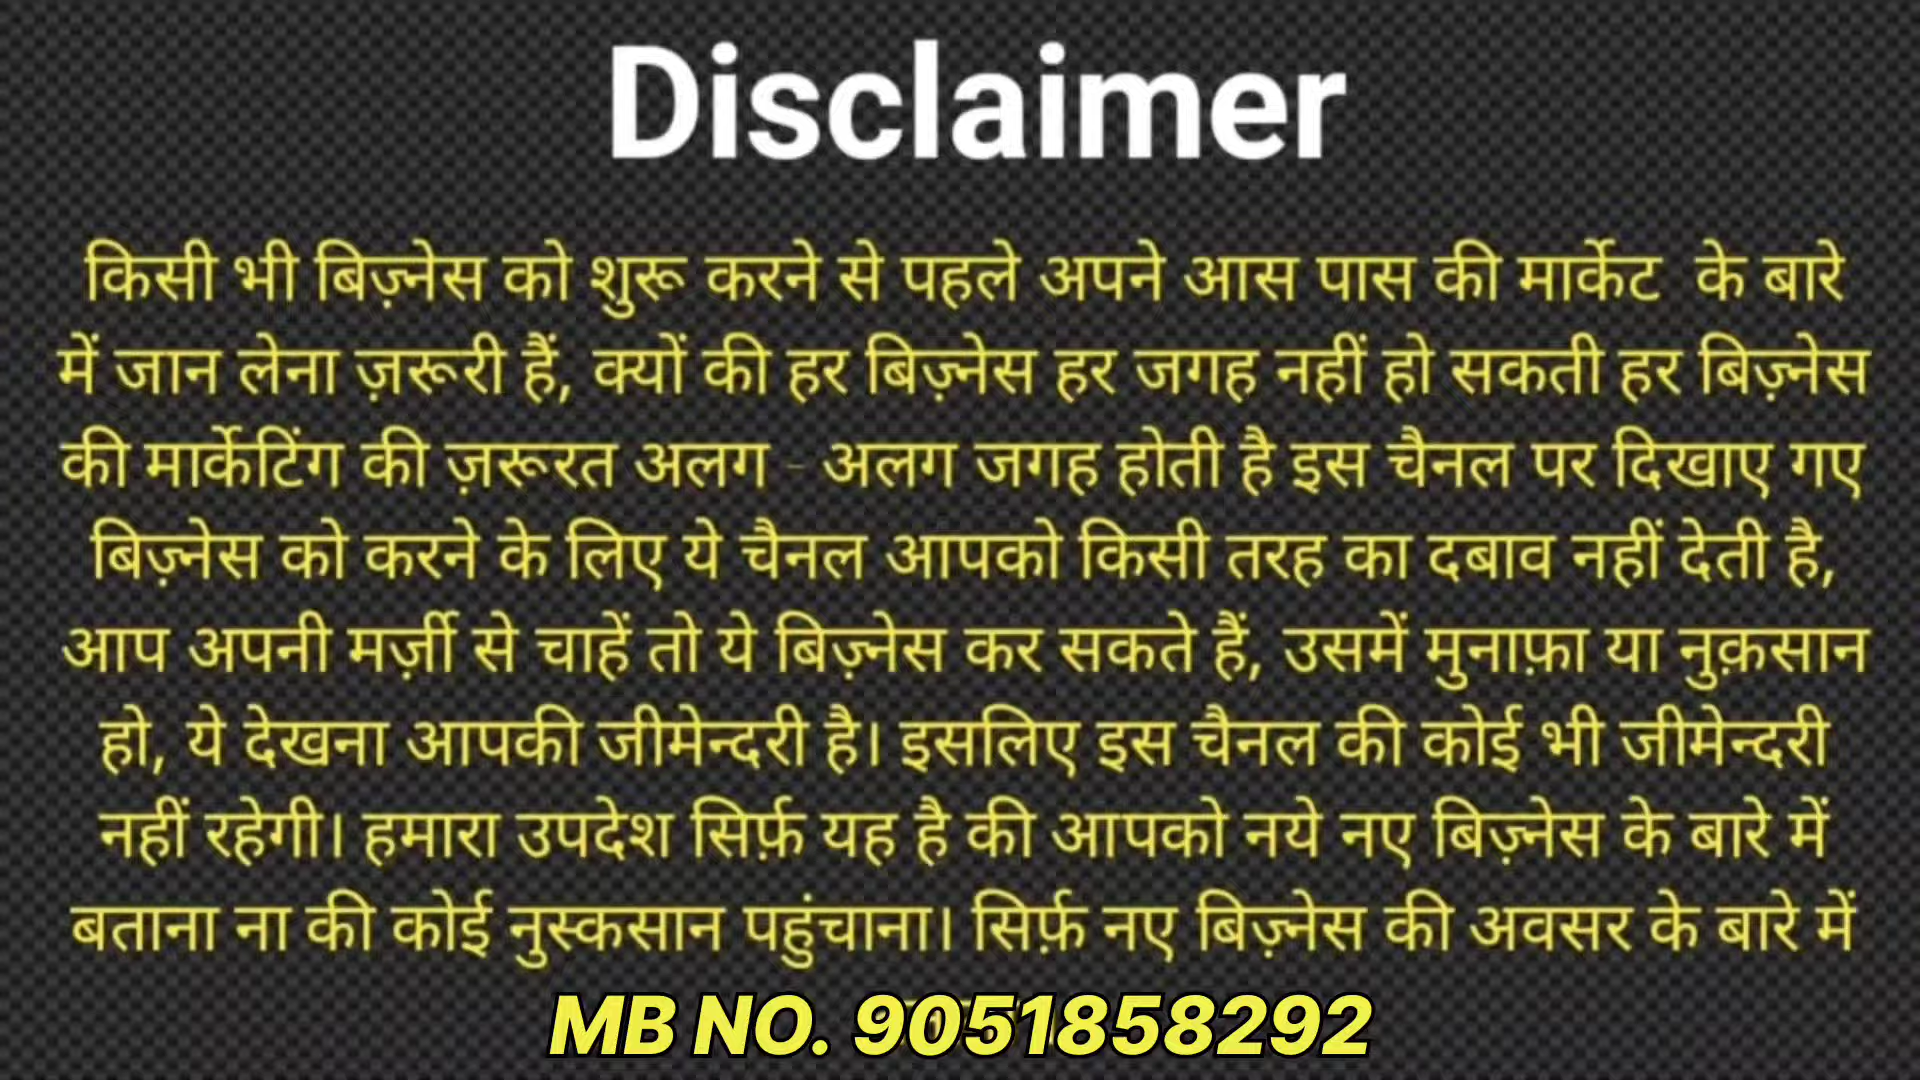 Disclaimer
किसी भी बिज़्नेस को शुरू करने से पहले अपने आस पास की मार्केट के बारे
में जान लेना ज़रूरी हैं, क्यों की हर बिज़्नेस हर जगह नहीं हो सकती हर बिज़्नेस
की मार्केटिंग की ज़रूरत अलग - अलग जगह होती है इस चैनल पर दिखाए गए
बिज़्नेस को करने के लिए ये चैनल आपको किसी तरह का दबाव नहीं देती है,
आप अपनी मर्ज़ी से चाहें तो ये बिज़्नेस कर सकते हैं, उसमें मुनाफ़ा या नुक़सान
हो, ये देखना आपकी जीमेन्दरी है। इसलिए इस चैनल की कोई भी जीमेन्दरी
नहीं रहेगी। हमारा उपदेश सिर्फ़ यह है की आपको नये नए बिज़्नेस के बारे में
बताना ना की कोई नुस्कसान पहुंचाना। सिर्फ़ नए बिज़्नेस की अवसर के बारे में
MB NO. 9051858292